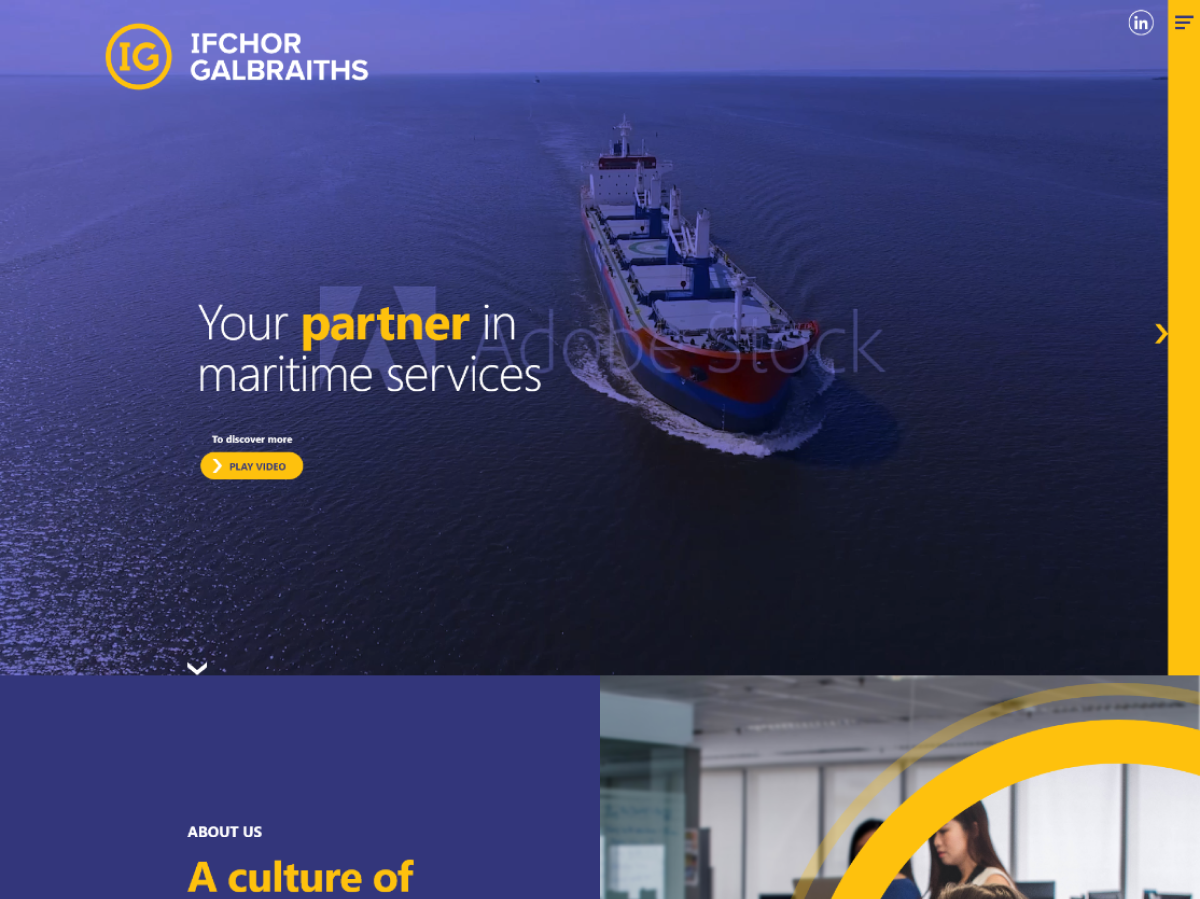 IG
IFCHOR
GALBRAITHS
in
Adobe Stock
Your partner in
maritime services
To discover more
PLAY VIDEO
ABOUT US
A culture of